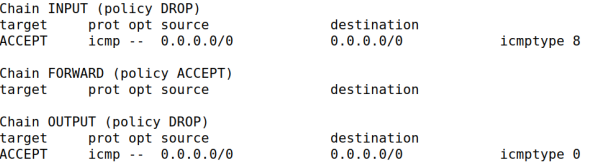 Chain INPUT (policy DROP)
target     prot opt source               destination
ACCEPT     icmp --  0.0.0.0/0            0.0.0.0/0            icmptype 8

Chain FORWARD (policy ACCEPT)
target     prot opt source               destination

Chain OUTPUT (policy DROP)
target     prot opt source               destination
ACCEPT     icmp --  0.0.0.0/0            0.0.0.0/0            icmptype 0